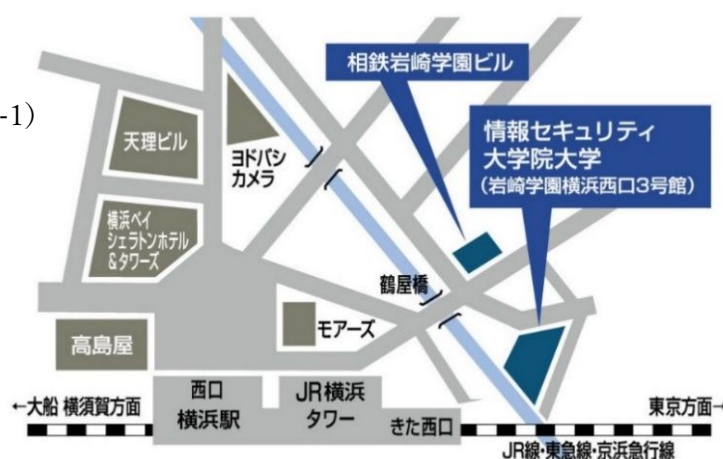 相鉄岩崎学園ビル
-1)
情報セキュリティ
大学院大学
(岩崎学園横浜西口3号館)
天理ビル
ヨドバシ
カメラ
横浜ベイ
シェラトンホテル
&タワーズ
鶴屋橋
モアーズ
高島屋
西口
横浜駅
JR横浜
タワー
きた西口
←大船 横須賀方面
東京方面→
JR線・東急線・京浜急行線